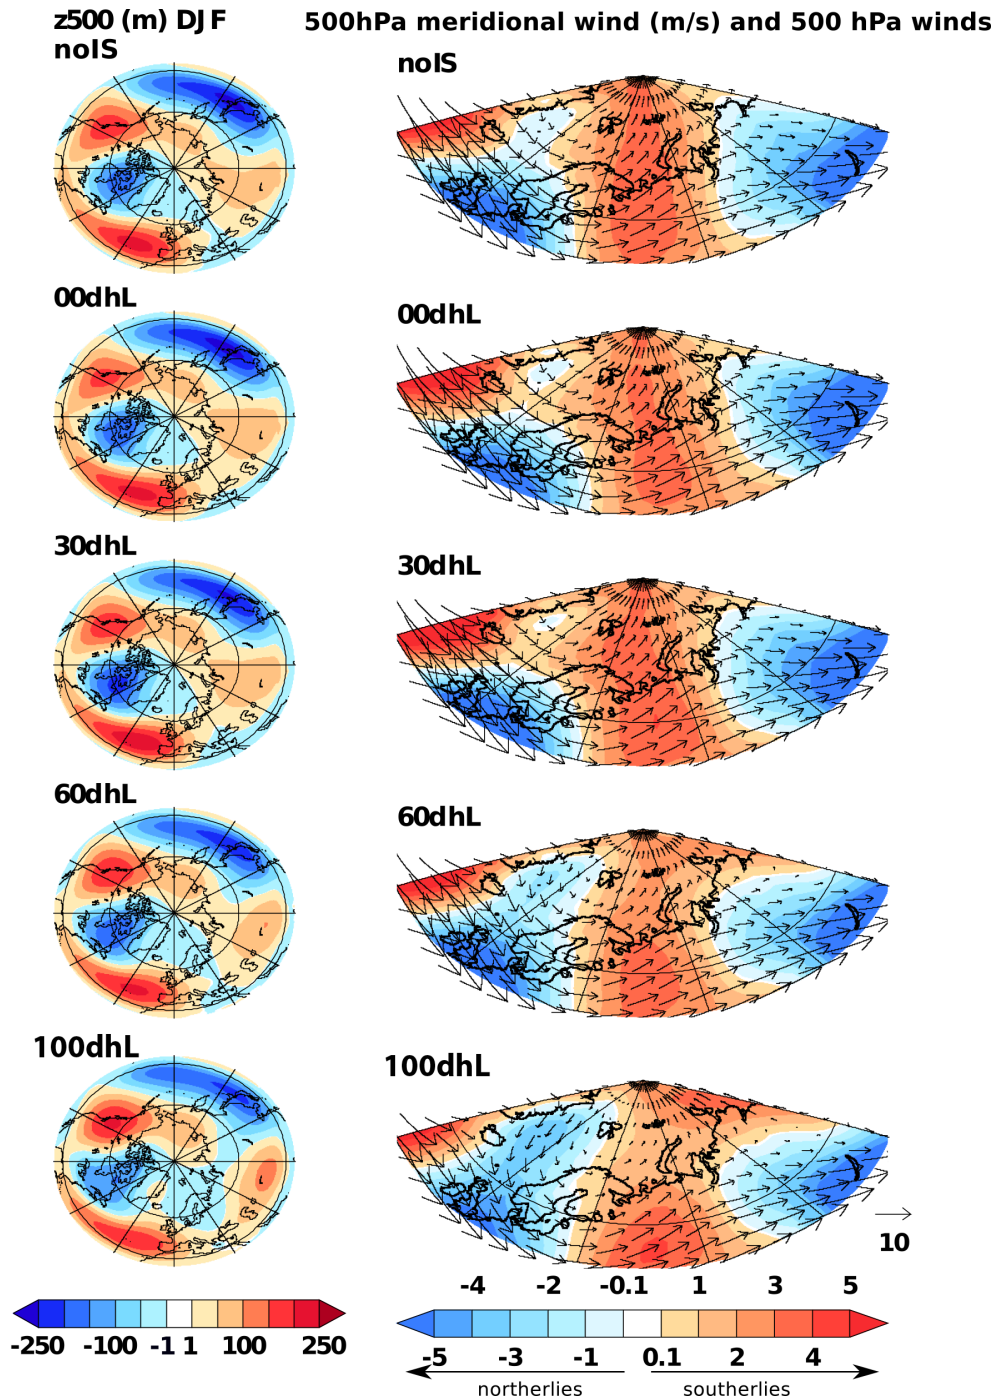 z500 (m) DJF
500hPa meridional wind (m/s) and 500 hPa winds
noIS
noIS
00dhL
00dhL
30dhL
30dhL
60dhL
60dhL
100dhL
100dhL
10
-4 -2 -0.1 1 3 5
-250 -100 -1 1 100 250
-5 -3 -1 0.1 2 4
northerlies southerlies